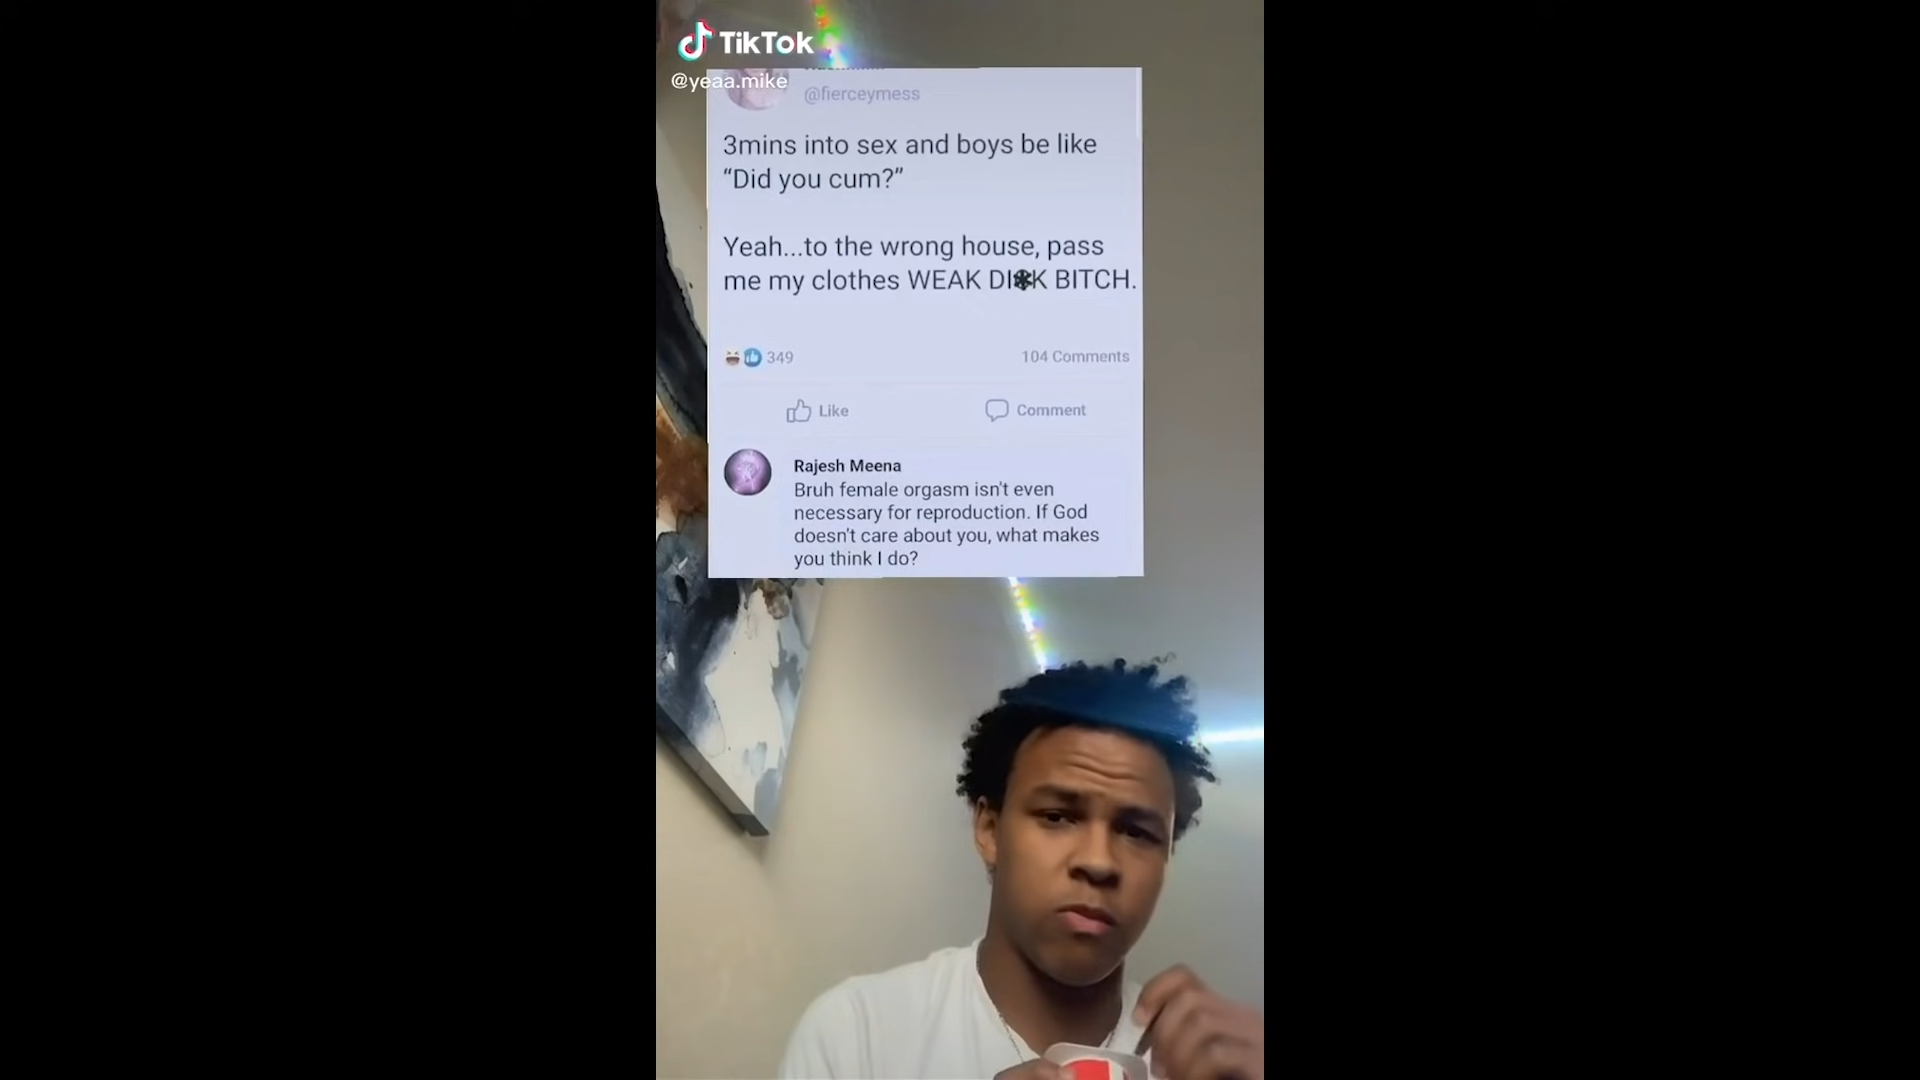 TikTok
@yeaa.mike
@fierceymess
3mins into sex and boys be like
“Did you cum?”
Yeah...to the wrong house, pass
me my clothes WEAK DI✱K BITCH.
349
104 Comments
Like
Comment
Rajesh Meena
Bruh female orgasm isn't even
necessary for reproduction. If God
doesn't care about you, what makes
you think I do?